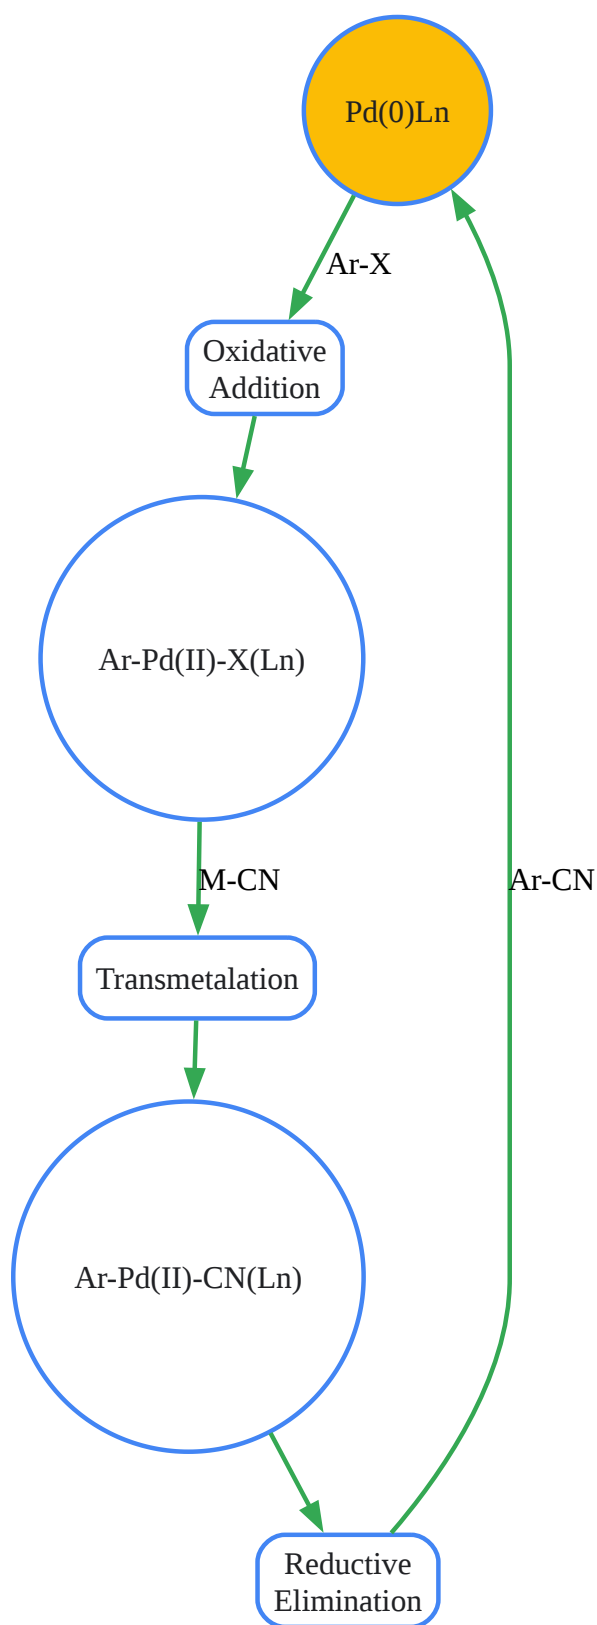 Pd(0)Ln
Ar-X
Oxidative
Addition
Ar-Pd(II)-X(Ln)
M-CN
Ar-CN
Transmetalation
Ar-Pd(II)-CN(Ln)
Reductive
Elimination